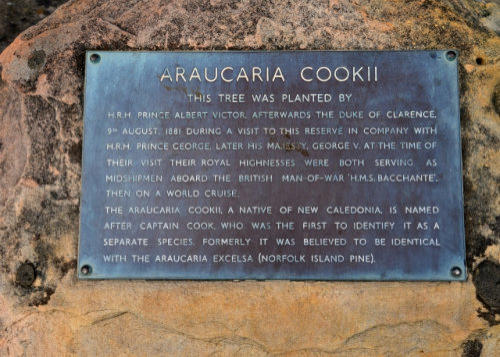 ARAUCARIA COOKII
THIS TREE WAS PLANTED BY
H.R.H. PRINCE ALBERT VICTOR, AFTERWARDS THE DUKE OF CLARENCE,
9TH AUGUST, 1881 DURING A VISIT TO THIS RESERVE IN COMPANY WITH
H.R.H. PRINCE GEORGE, LATER HIS MAJESTY, GEORGE V. AT THE TIME OF
THEIR VISIT THEIR ROYAL HIGHNESSES WERE BOTH SERVING AS
MIDSHIPMEN ABOARD THE BRITISH MAN-OF-WAR 'H.M.S. BACCHANTE',
THEN ON A WORLD CRUISE.
THE ARAUCARIA COOKII, A NATIVE OF NEW CALEDONIA, IS NAMED
AFTER CAPTAIN COOK, WHO WAS THE FIRST TO IDENTIFY IT AS A
SEPARATE SPECIES. FORMERLY IT WAS BELIEVED TO BE IDENTICAL
WITH THE ARAUCARIA EXCELSA (NORFOLK ISLAND PINE).